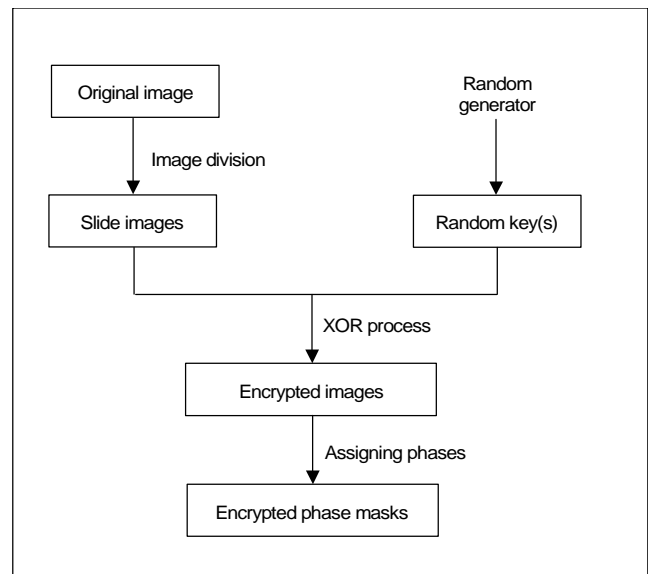 Original image
Random
generator
Image division
Slide images
Random key(s)
XOR process
Encrypted images
Assigning phases
Encrypted phase masks